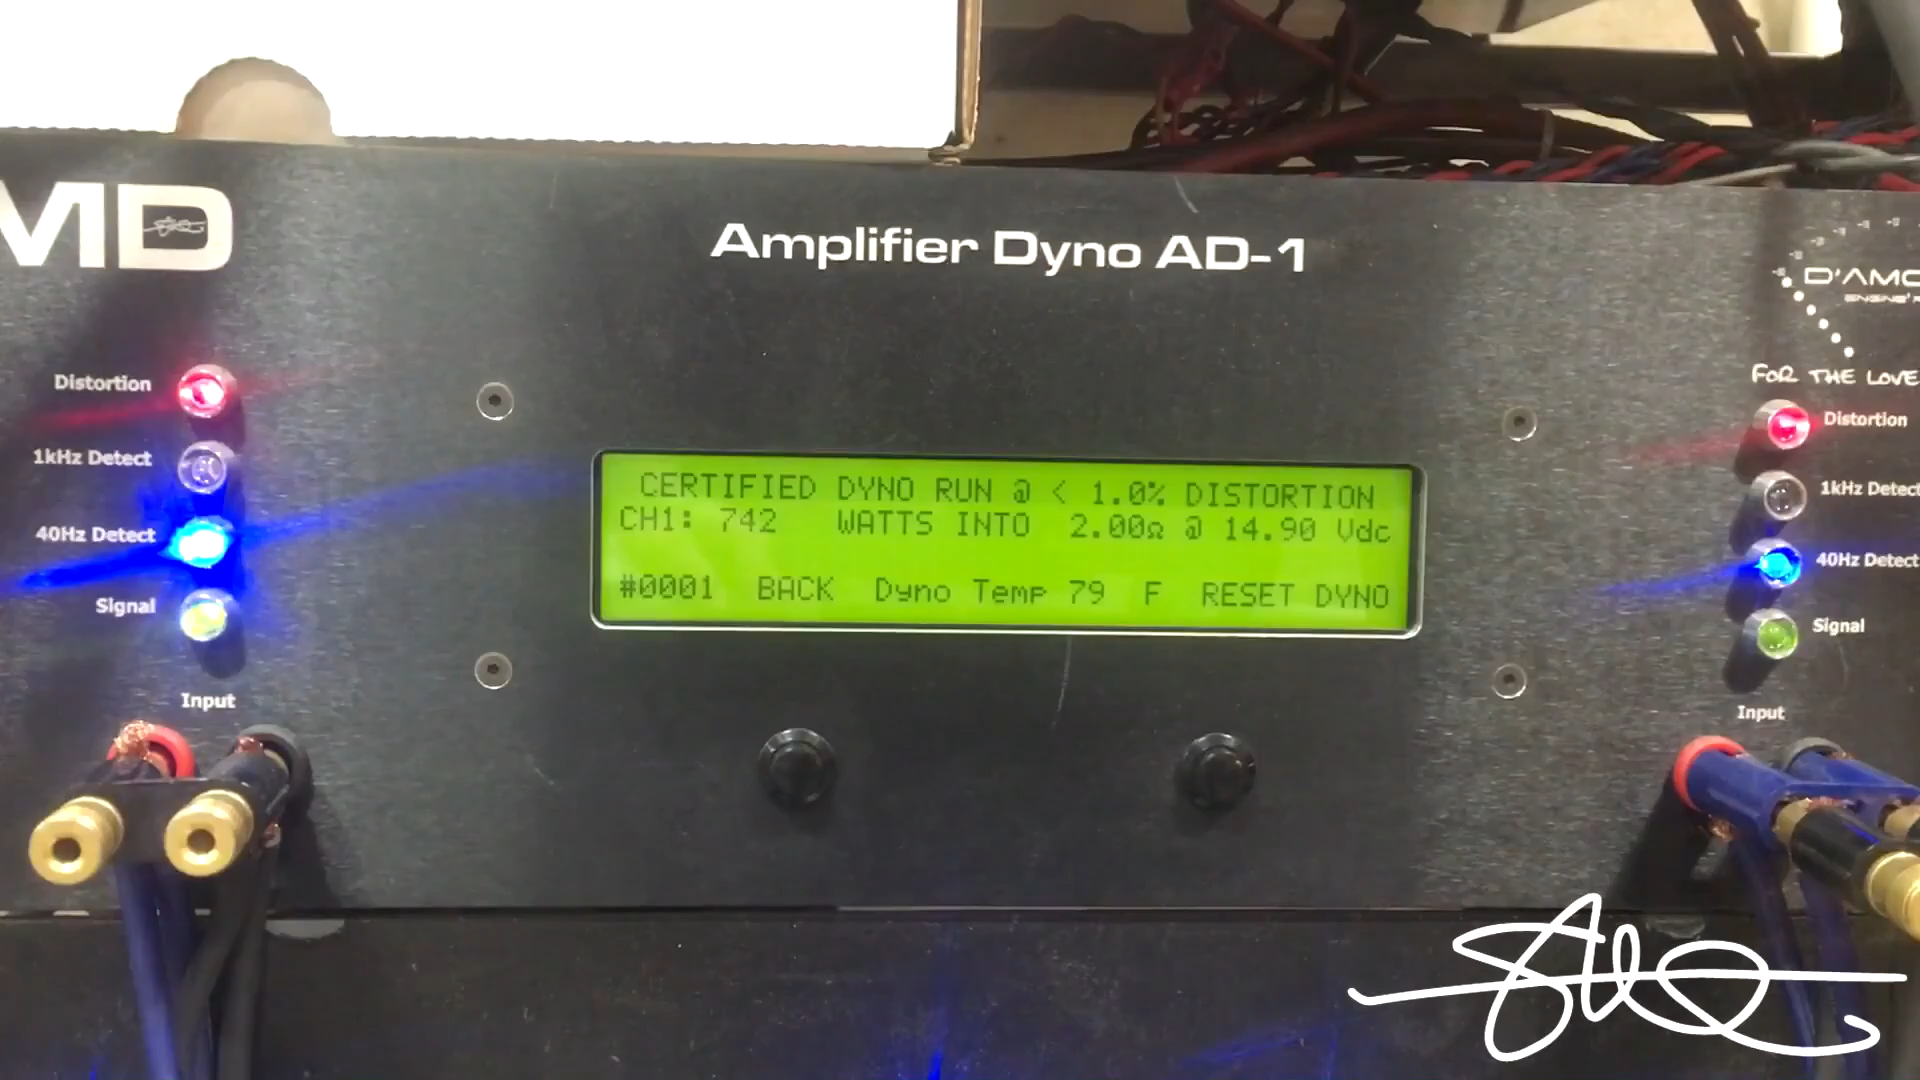 MD
Amplifier Dyno AD-1
D'AMO
FOR THE LOVE
Distortion
1kHz Detect
40Hz Detect
Signal
Input
CERTIFIED DYNO RUN @ < 1.0% DISTORTION
CH1: 742 WATTS INTO 2.00Ω @ 14.90 Vdc
#0001 BACK Dyno Temp 79 F RESET DYNO
Distortion
1kHz Detect
40Hz Detect
Signal
Input